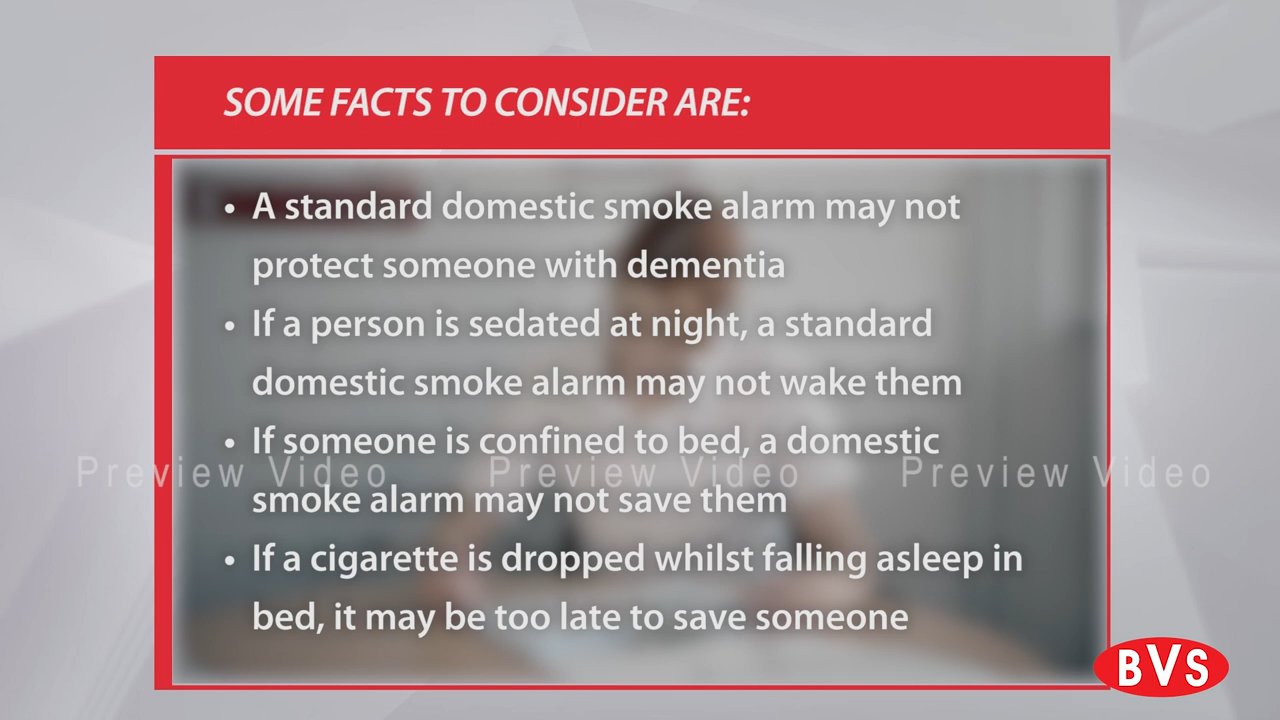 SOME FACTS TO CONSIDER ARE:
• A standard domestic smoke alarm may not
protect someone with dementia
• If a person is sedated at night, a standard
domestic smoke alarm may not wake them
• If someone is confined to bed, a domestic
Preview Video Preview Video Preview Video
smoke alarm may not save them
• If a cigarette is dropped whilst falling asleep in
bed, it may be too late to save someone
BVS